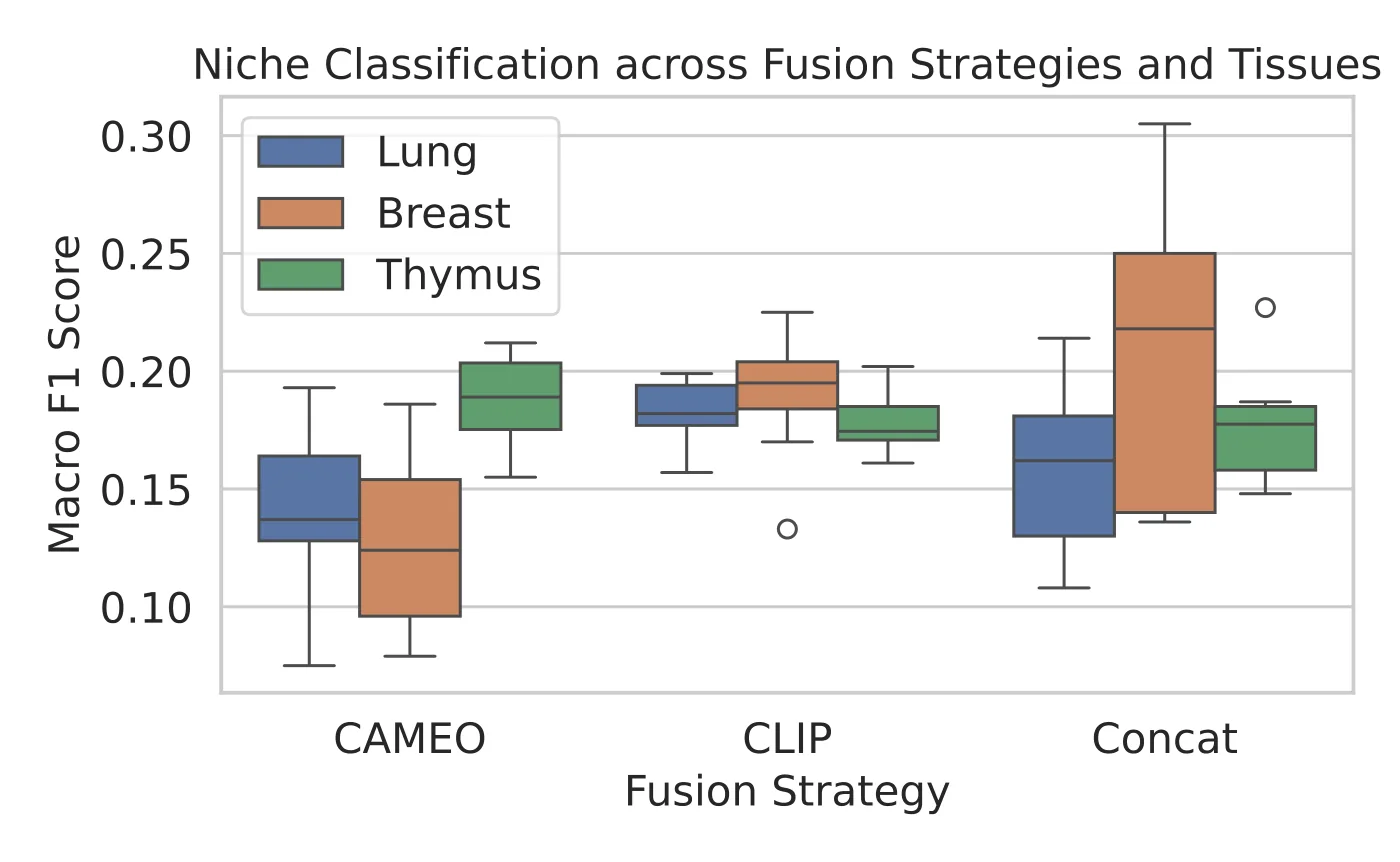 Niche Classification across Fusion Strategies and Tissues
Macro F1 Score
0.30
0.25
0.20
0.15
0.10
Lung
Breast
Thymus
CAMEO
CLIP
Concat
Fusion Strategy